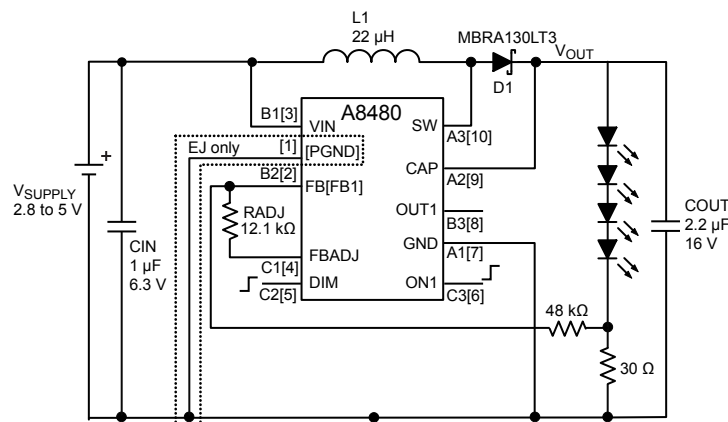 L1
22 µH
MBRA130LT3
VOUT
D1
A8480
B1[3]
VIN
SW
A3[10]
[1]
EJ only
[PGND]
B2[2]
CAP
A2[9]
FB[FB1]
VSUPPLY
2.8 to 5 V
+
RADJ
12.1 kΩ
OUT1
B3[8]
COUT
2.2 µF
16 V
GND
A1[7]
CIN
1 µF
6.3 V
FBADJ
C1[4]
DIM
C2[5]
ON1
C3[6]
48 kΩ
30 Ω